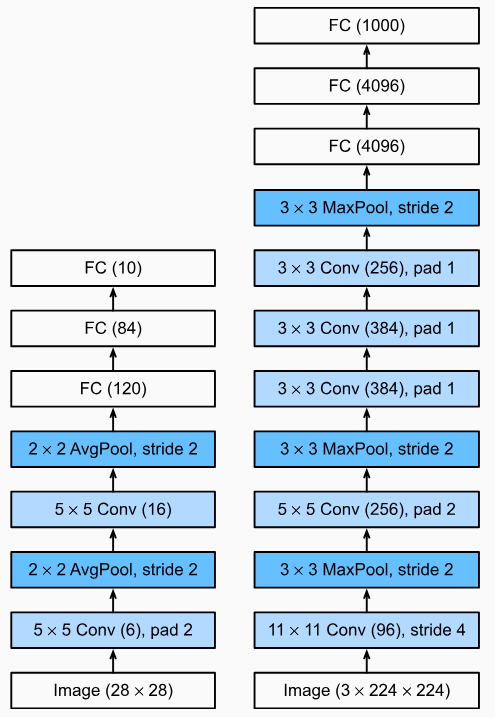 FC (10)
FC (84)
FC (120)
2 × 2 AvgPool, stride 2
5 × 5 Conv (16)
2 × 2 AvgPool, stride 2
5 × 5 Conv (6), pad 2
Image (28 × 28)
FC (1000)
FC (4096)
FC (4096)
3 × 3 MaxPool, stride 2
3 × 3 Conv (256), pad 1
3 × 3 Conv (384), pad 1
3 × 3 Conv (384), pad 1
3 × 3 MaxPool, stride 2
5 × 5 Conv (256), pad 2
3 × 3 MaxPool, stride 2
11 × 11 Conv (96), stride 4
Image (3 × 224 × 224)